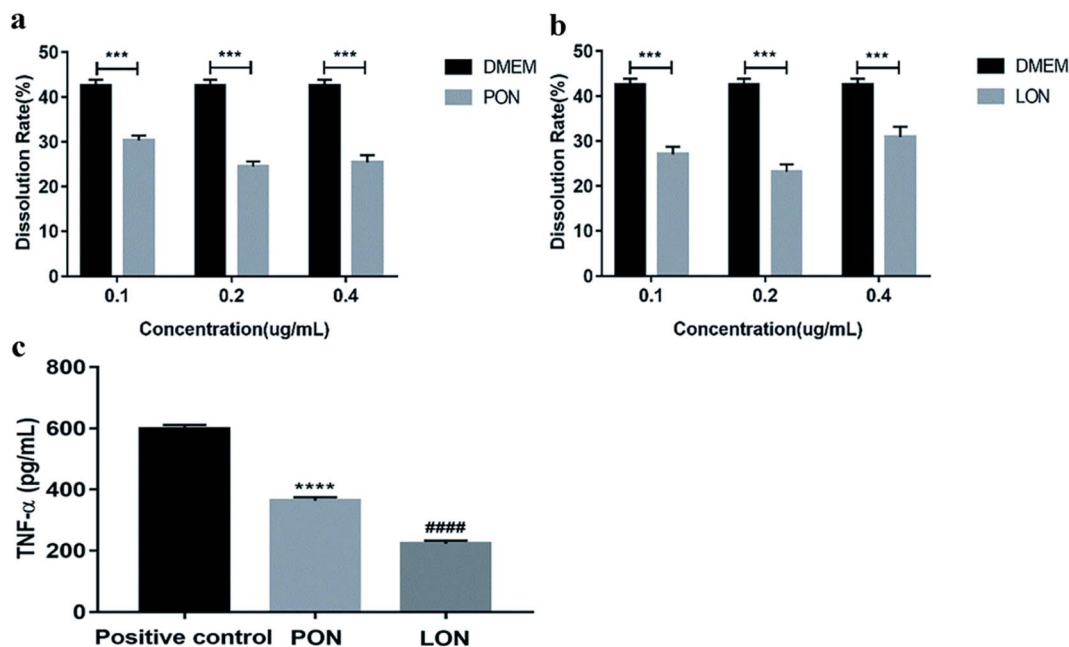 a
Dissolution Rate(%)
50
40
30
20
10
0
*** *** ***
DMEM
PON
0.1 0.2 0.4
Concentration(ug/mL)
b
Dissolution Rate(%)
50
40
30
20
10
0
*** *** ***
DMEM
LON
0.1 0.2 0.4
Concentration(ug/mL)
c
TNF-α (pg/mL)
800
600
400
200
0
****
####
Positive control PON LON